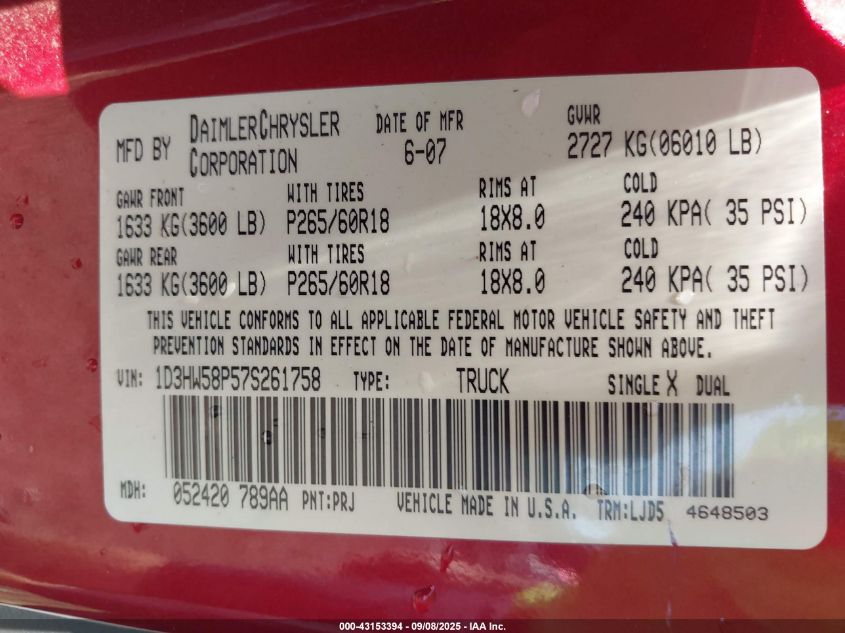 MFD BY DAIMLERCHRYSLER CORPORATION DATE OF MFR 6-07 GVWR 2727 KG(06010 LB)
GAWR FRONT WITH TIRES RIMS AT COLD
1633 KG(3600 LB) P265/60R18 18X8.0 240 KPA( 35 PSI)
GAWR REAR WITH TIRES RIMS AT COLD
1633 KG(3600 LB) P265/60R18 18X8.0 240 KPA( 35 PSI)
THIS VEHICLE CONFORMS TO ALL APPLICABLE FEDERAL MOTOR VEHICLE SAFETY AND THEFT
PREVENTION STANDARDS IN EFFECT ON THE DATE OF MANUFACTURE SHOWN ABOVE.
VIN: 1D3HW58P57S261758 TYPE: TRUCK SINGLE X DUAL
MDH: 052420 789AA PNT:PRJ VEHICLE MADE IN U.S.A. TRM:LJD5 4648503
000-43153394 - 09/08/2025 - IAA Inc.